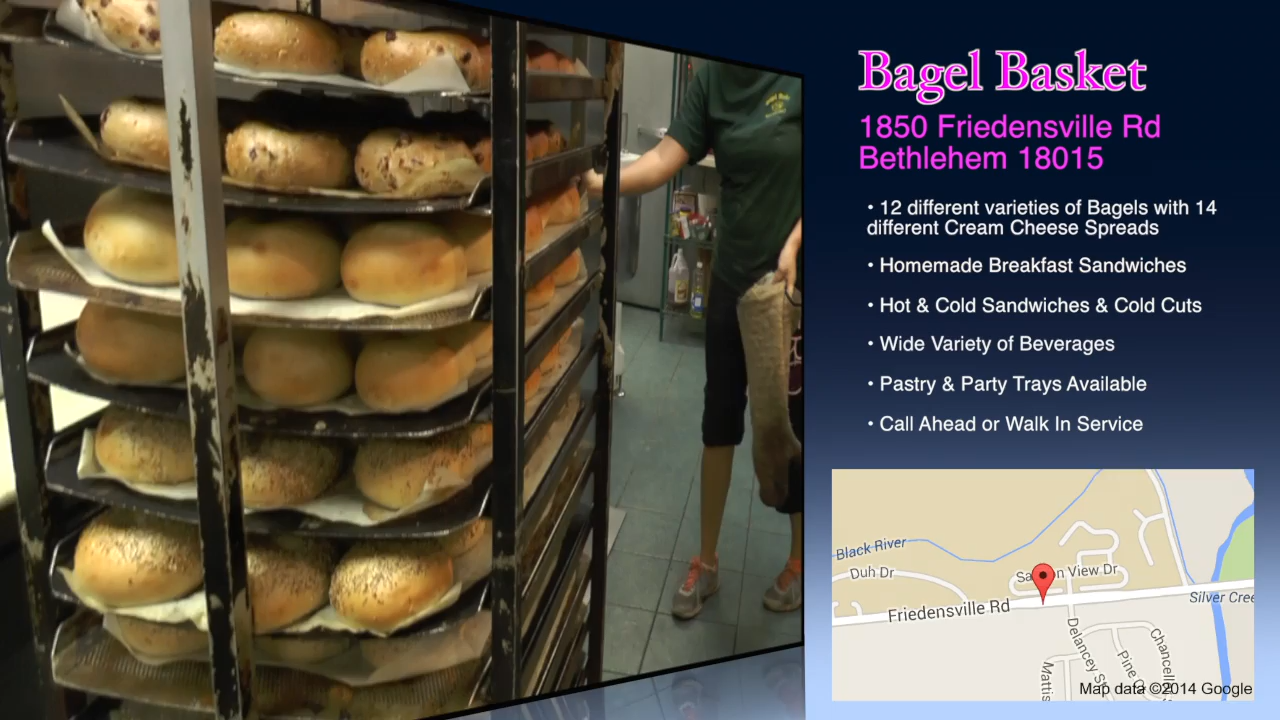 Bagel Basket
1850 Friedensville Rd
Bethlehem 18015
• 12 different varieties of Bagels with 14
different Cream Cheese Spreads
• Homemade Breakfast Sandwiches
• Hot & Cold Sandwiches & Cold Cuts
• Wide Variety of Beverages
• Pastry & Party Trays Available
• Call Ahead or Walk In Service
Black River
Duh Dr
View Dr
Friedensville Rd
Silver Cree
Delancey S
Pine
Chancell
Mattis
Map data ©2014 Google